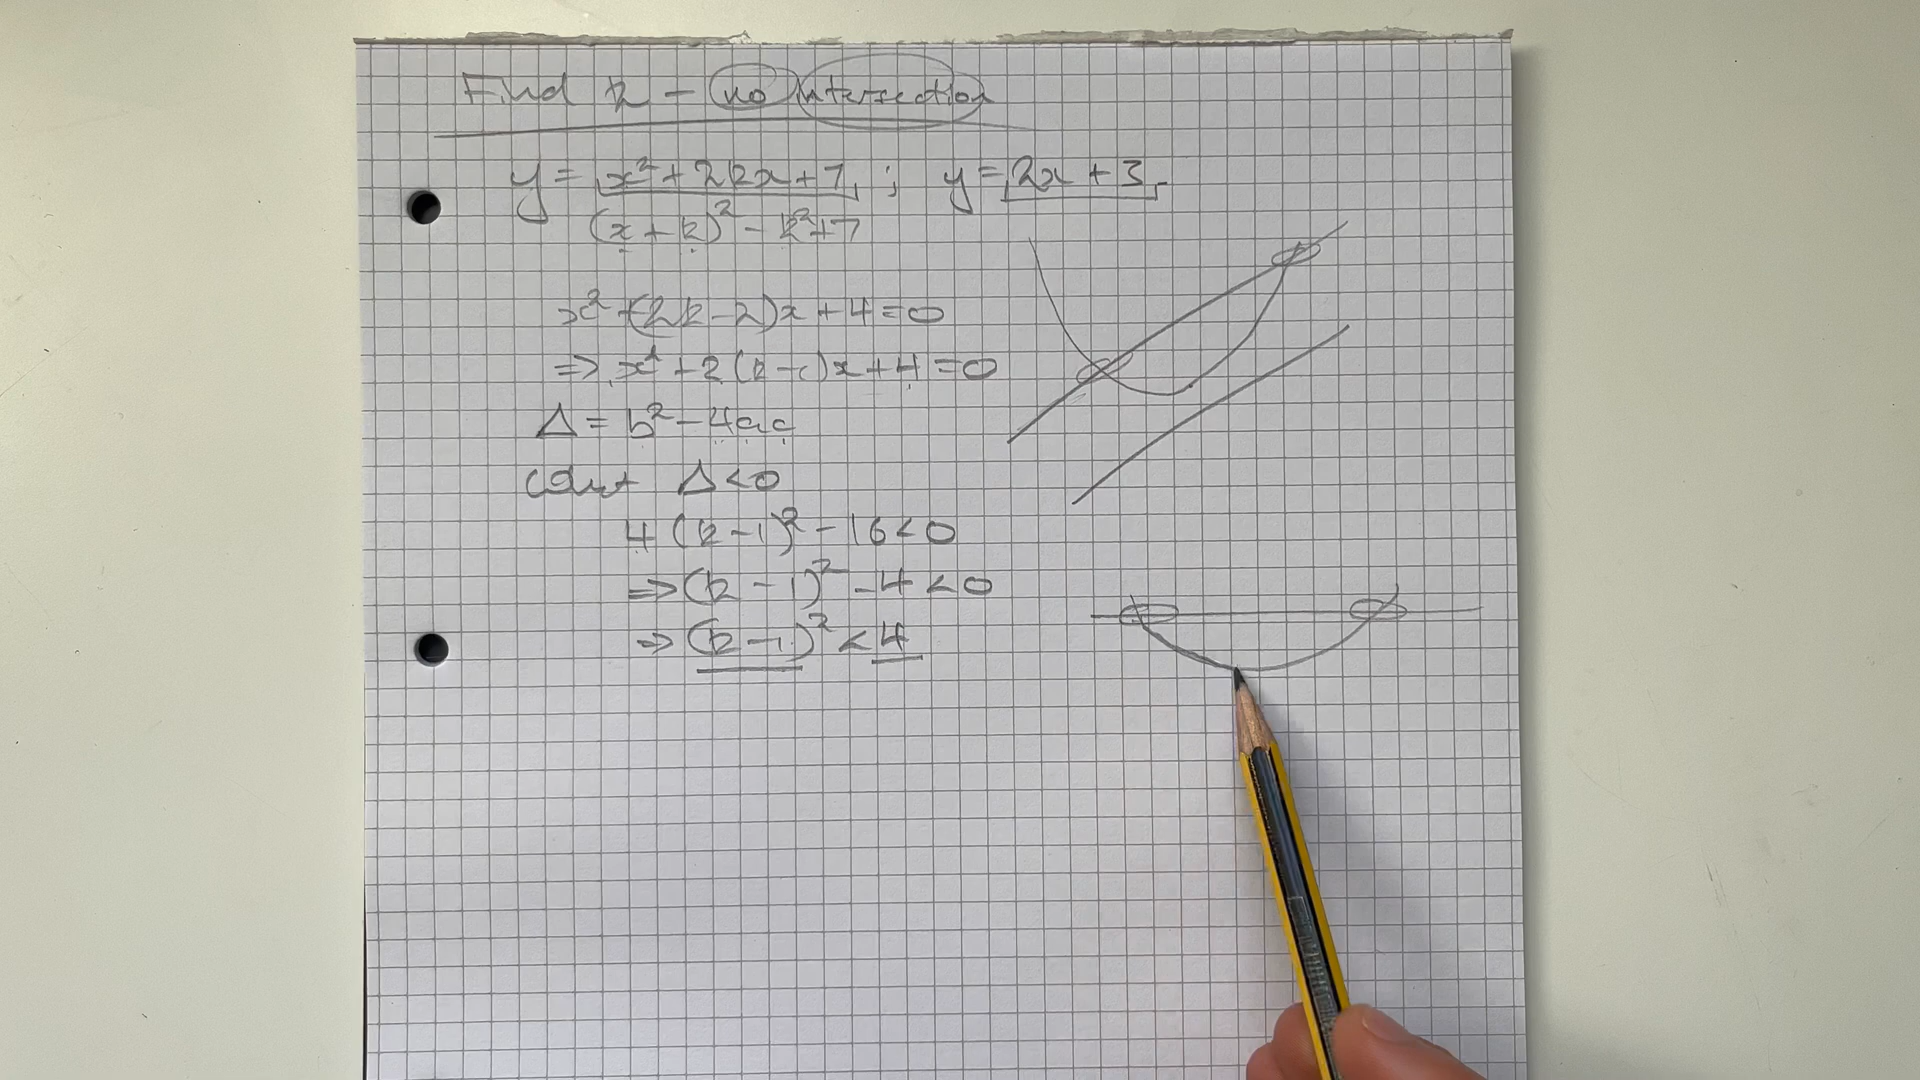 Find k - no intersection
y = x² + 2kx + 7 ; y = 2x + 3
(x + k)² - k² + 7
x² + (2k - 2)x + 4 = 0
⇒ x² + 2(k - 1)x + 4 = 0
Δ = b² - 4ac
Δ < 0
4(k - 1)² - 16 < 0
⇒ (k - 1)² - 4 < 0
⇒ (k - 1)² < 4